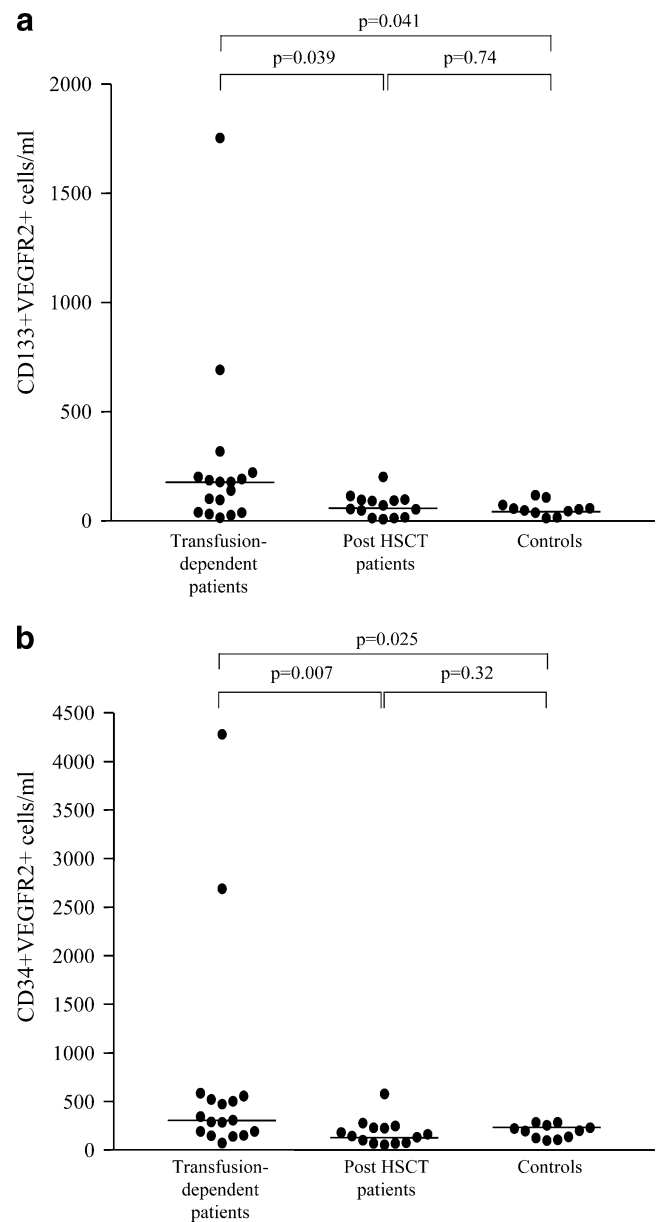 a
p=0.041
p=0.039
p=0.74
CD133+VEGFR2+ cells/ml
2000
1500
1000
500
0
Transfusion-
dependent
patients
Post HSCT
patients
Controls
b
p=0.025
p=0.007
p=0.32
CD34+VEGFR2+ cells/ml
4500
4000
3500
3000
2500
2000
1500
1000
500
0
Transfusion-
dependent
patients
Post HSCT
patients
Controls